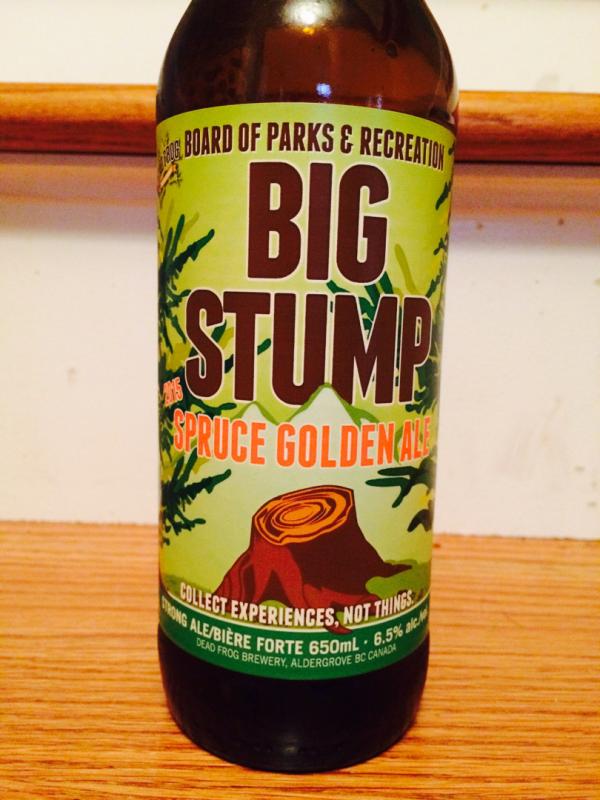 BOARD OF PARKS & RECREATION
BIG
STUMP
2015
SPRUCE GOLDEN ALE
COLLECT EXPERIENCES, NOT THINGS.
STRONG ALE/BIÈRE FORTE 650mL · 6.5% alc./vol
DEAD FROG BREWERY, ALDERGROVE BC CANADA